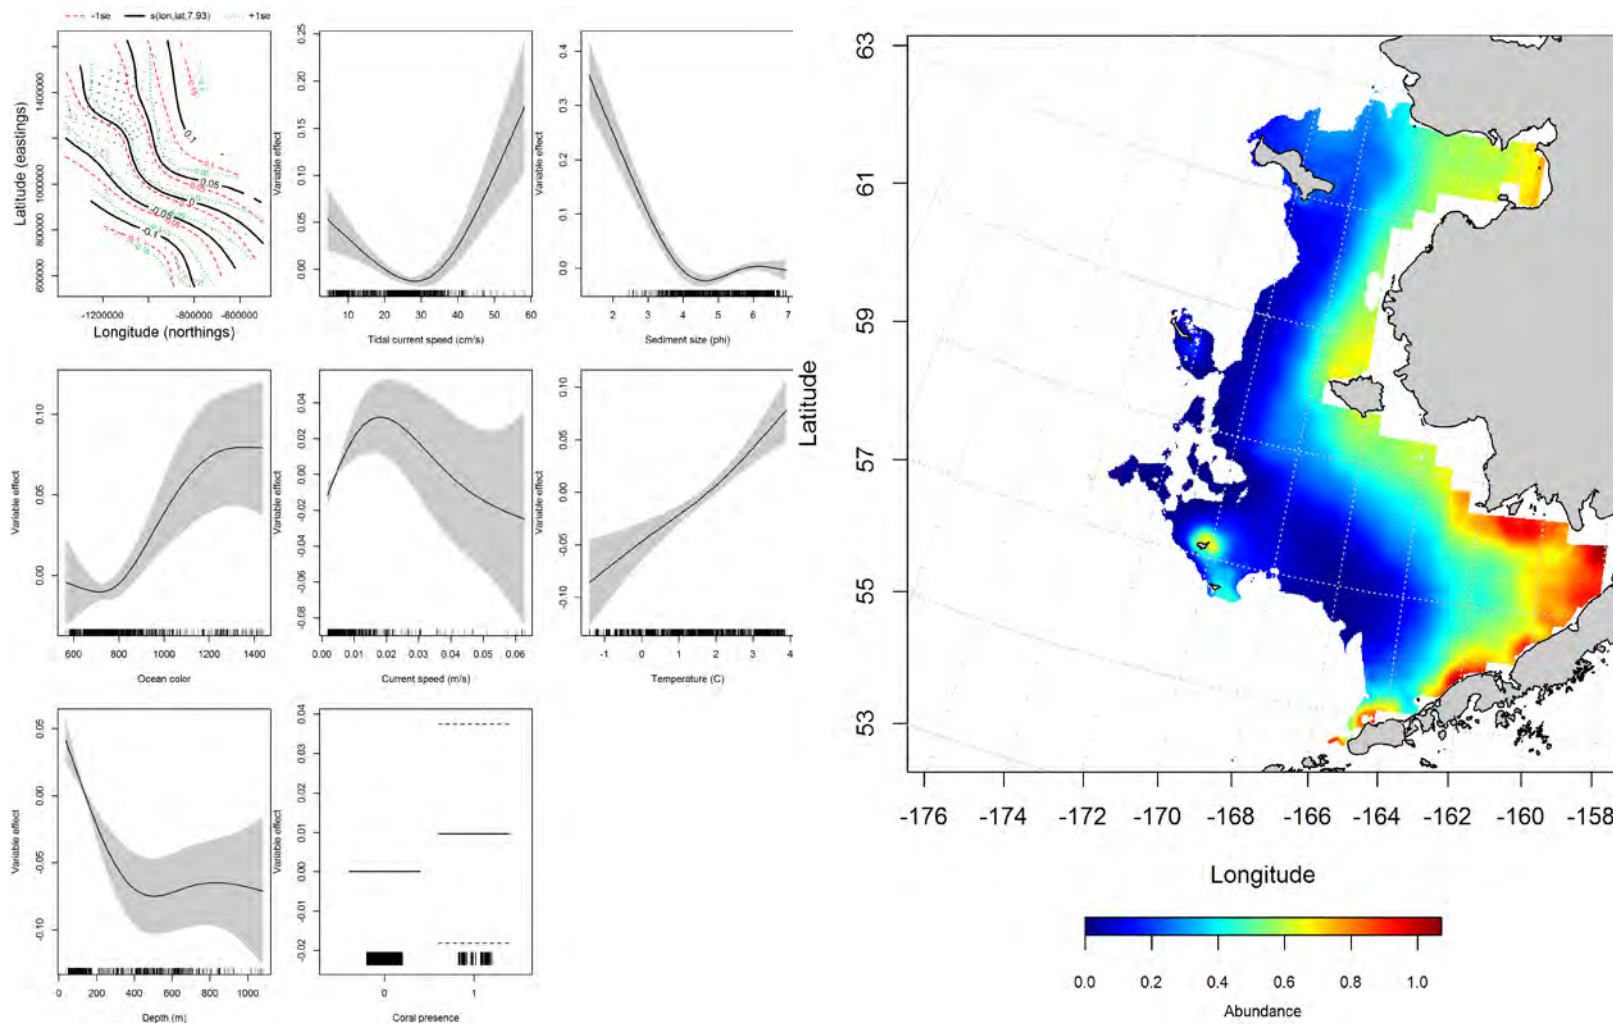 -1se s(lon,lat,7.93) +1se
Latitude (eastings)
600000 800000 1000000 1400000
0.1
0.05
0
-0.05
-0.1
-1200000 -800000 -600000
Longitude (northings)
Variable effect
0.00 0.05 0.10 0.15 0.20 0.25
10 20 30 40 50 60
Tidal current speed (cm/s)
Variable effect
0.0 0.1 0.2 0.3 0.4
2 3 4 5 6 7
Sediment size (phi)
Variable effect
0.00 0.05 0.10
600 800 1000 1200 1400
Ocean color
Variable effect
-0.08 -0.06 -0.04 -0.02 0.00 0.02 0.04
0.00 0.01 0.02 0.03 0.04 0.05 0.06
Current speed (m/s)
Variable effect
-0.10 -0.05 0.00 0.05 0.10
-1 0 1 2 3 4
Temperature (C)
Variable effect
-0.10 -0.05 0.00 0.05
0 200 400 600 800 1000
Depth (m)
Variable effect
-0.02 -0.01 0.00 0.01 0.02 0.03 0.04
0 1
Coral presence
Latitude
53 55 57 59 61 63
-176 -174 -172 -170 -168 -166 -164 -162 -160 -158
Longitude
0.0 0.2 0.4 0.6 0.8 1.0
Abundance